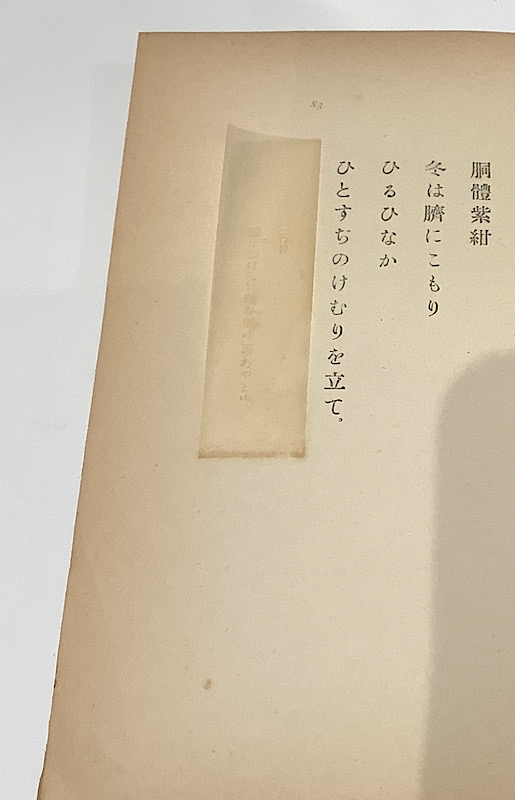 83
胴體紫紺
冬は臍にこもり
ひるひなか
ひとすぢのけむりを立て。